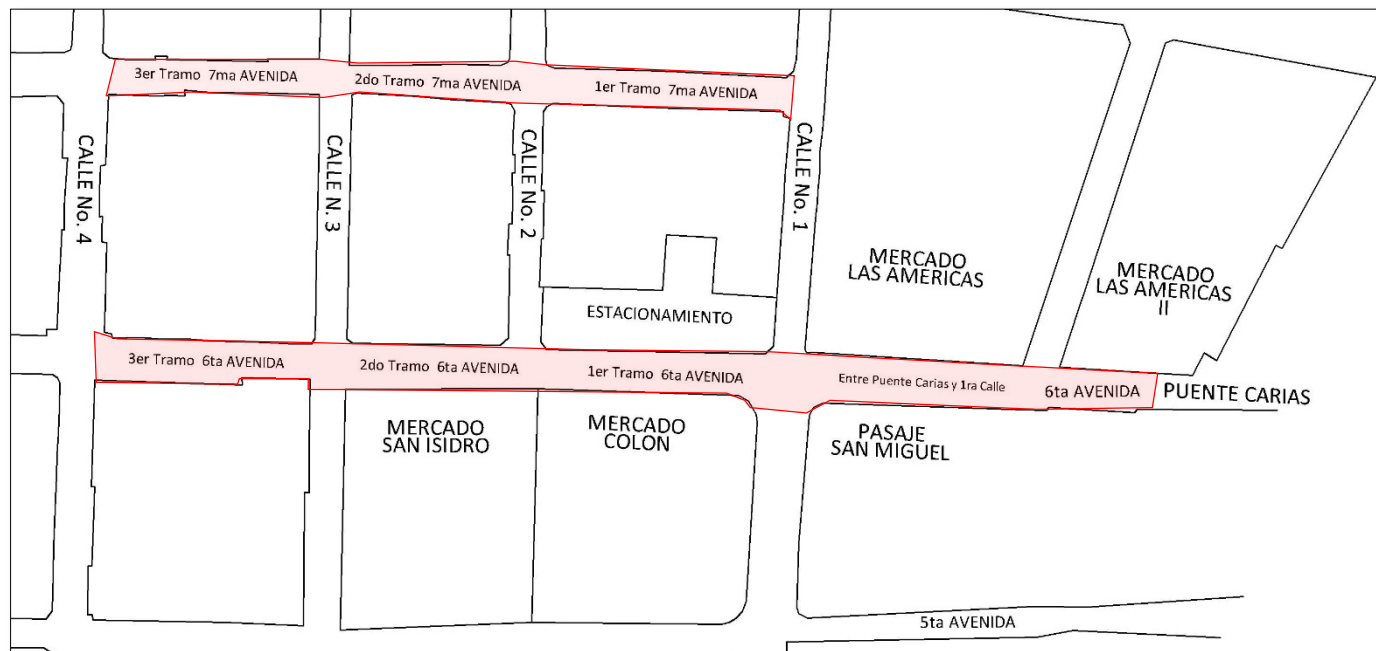 3er Tramo 7ma AVENIDA
2do Tramo 7ma AVENIDA
1er Tramo 7ma AVENIDA
CALLE No. 4
CALLE N. 3
CALLE No. 2
CALLE No. 1
MERCADO
LAS AMERICAS
MERCADO
LAS AMERICAS
II
ESTACIONAMIENTO
3er Tramo 6ta AVENIDA
2do Tramo 6ta AVENIDA
1er Tramo 6ta AVENIDA
Entre Puente Carias y 1ra Calle
6ta AVENIDA
PUENTE CARIAS
MERCADO
SAN ISIDRO
MERCADO
COLON
PASAJE
SAN MIGUEL
5ta AVENIDA